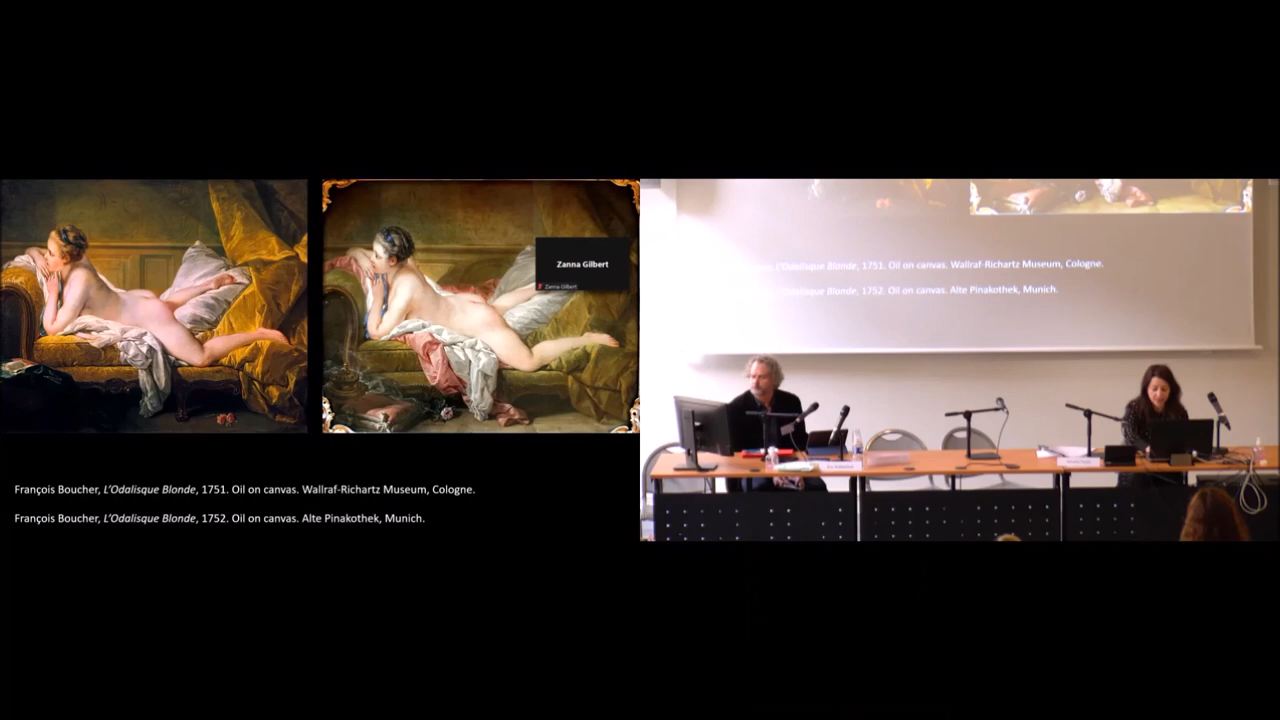 Zanna Gilbert
Zanna Gilbert
François Boucher, L'Odalisque Blonde, 1751. Oil on canvas. Wallraf-Richartz Museum, Cologne.
François Boucher, L'Odalisque Blonde, 1752. Oil on canvas. Alte Pinakothek, Munich.
L'Odalisque Blonde, 1751. Oil on canvas. Wallraf-Richartz Museum, Cologne.
Odalisque Blonde, 1752. Oil on canvas. Alte Pinakothek, Munich.